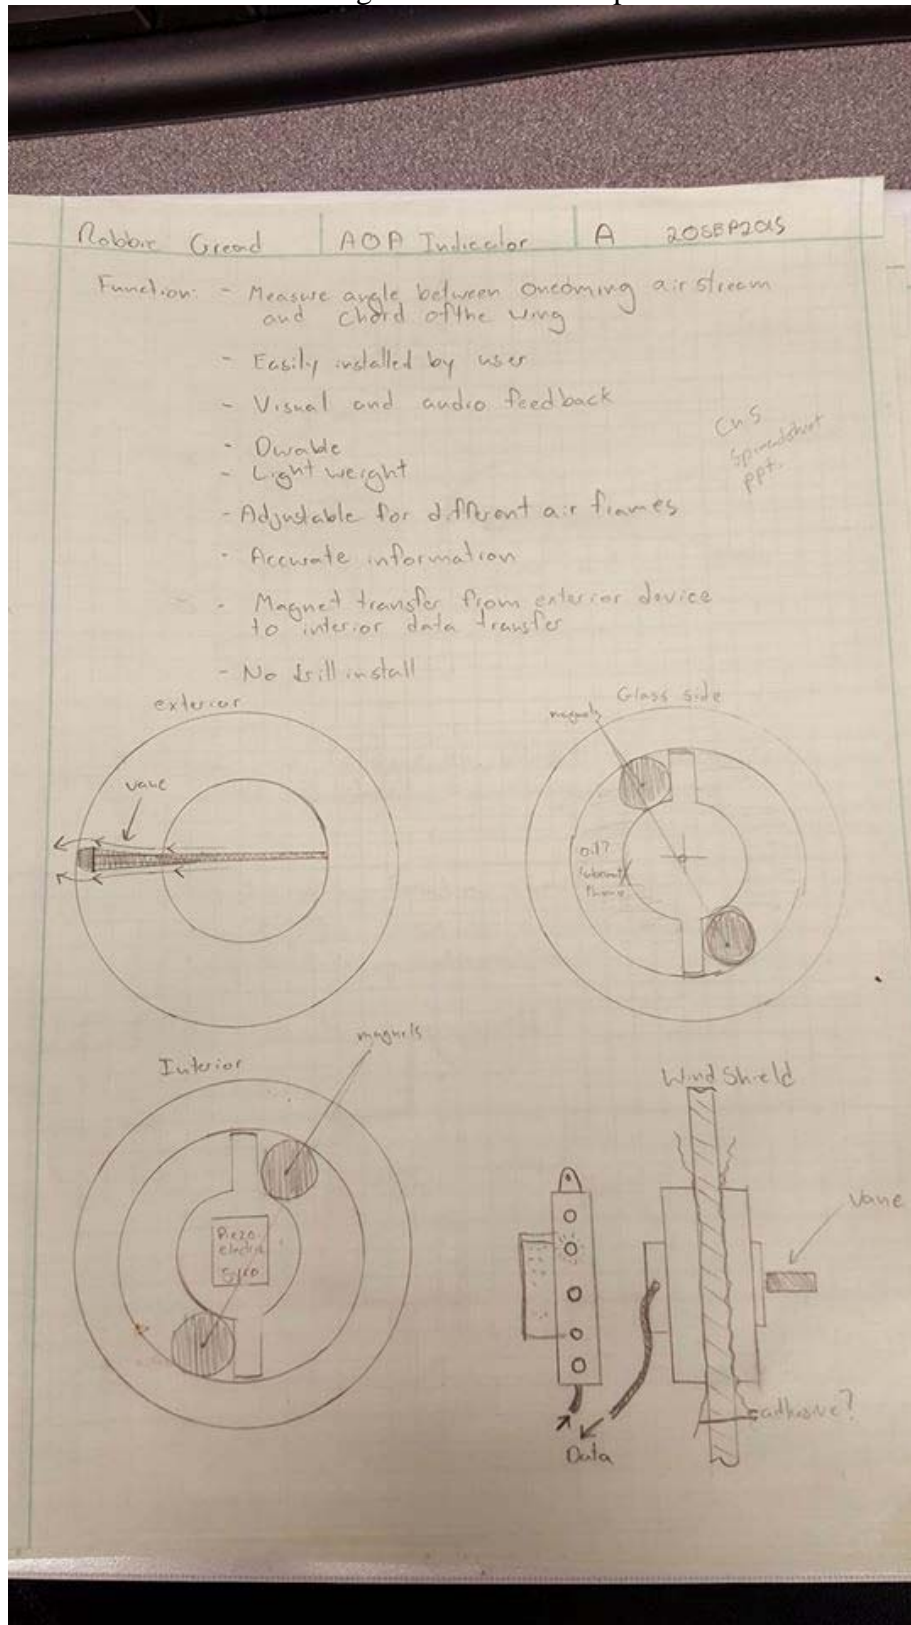 Robbie AOA Indicator A 20SEP2015
Function: - Measure angle between oncoming air stream
and chord of the wing
- Easily installed by user
- Visual and audio feedback
- Durable
- Light weight
- Adjustable for different air frames
- Accurate information
- Magnet transfer from exterior device
to interior data transfer
- No drill install
Spreadsheet
ppt.
exterior
vane
Glass side
magnets
oil?
Interior
magnets
Piezo
electric
Gyro
Wind Shield
vane
adhesive?
Data